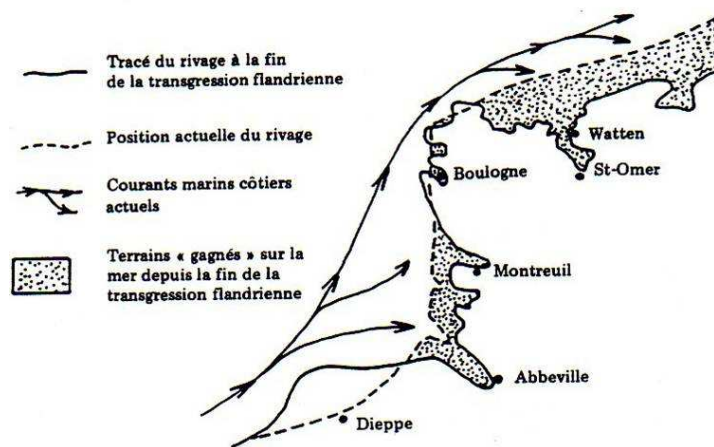 Tracé du rivage à la fin
de la transgression flandrienne
Position actuelle du rivage
Courants marins côtiers
actuels
Terrains « gagnés » sur la
mer depuis la fin de la
transgression flandrienne
Watten
St-Omer
Boulogne
Montreuil
Abbeville
Dieppe